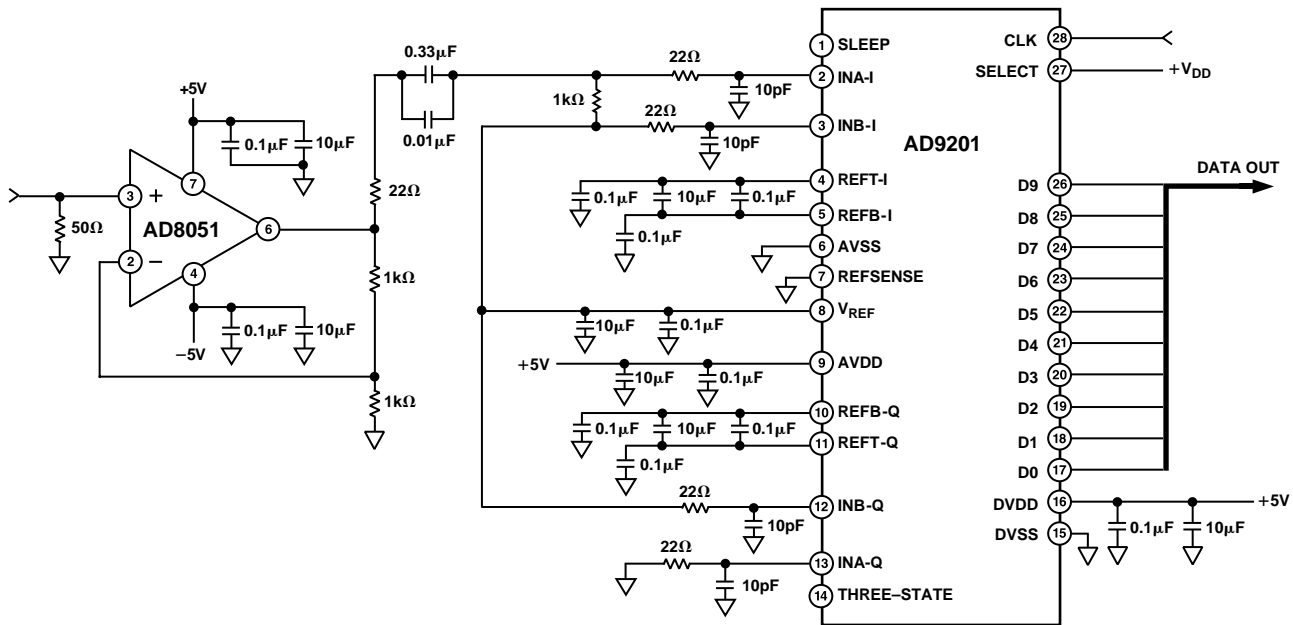 +5V
0.1µF
10µF
3
+
7
50Ω
AD8051
6
2
−
4
0.1µF
10µF
−5V
22Ω
1kΩ
1kΩ
0.33µF
0.01µF
1kΩ
22Ω
10pF
22Ω
10pF
0.1µF
10µF
0.1µF
0.1µF
10µF
0.1µF
+5V
10µF
0.1µF
0.1µF
10µF
0.1µF
0.1µF
22Ω
10pF
22Ω
10pF
AD9201
1 SLEEP
2 INA-I
3 INB-I
4 REFT-I
5 REFB-I
6 AVSS
7 REFSENSE
8 VREF
9 AVDD
10 REFB-Q
11 REFT-Q
12 INB-Q
13 INA-Q
14 THREE–STATE
CLK 28
SELECT 27 +VDD
DATA OUT
D9 26
D8 25
D7 24
D6 23
D5 22
D4 21
D3 20
D2 19
D1 18
D0 17
DVDD 16 +5V
DVSS 15
0.1µF
10µF